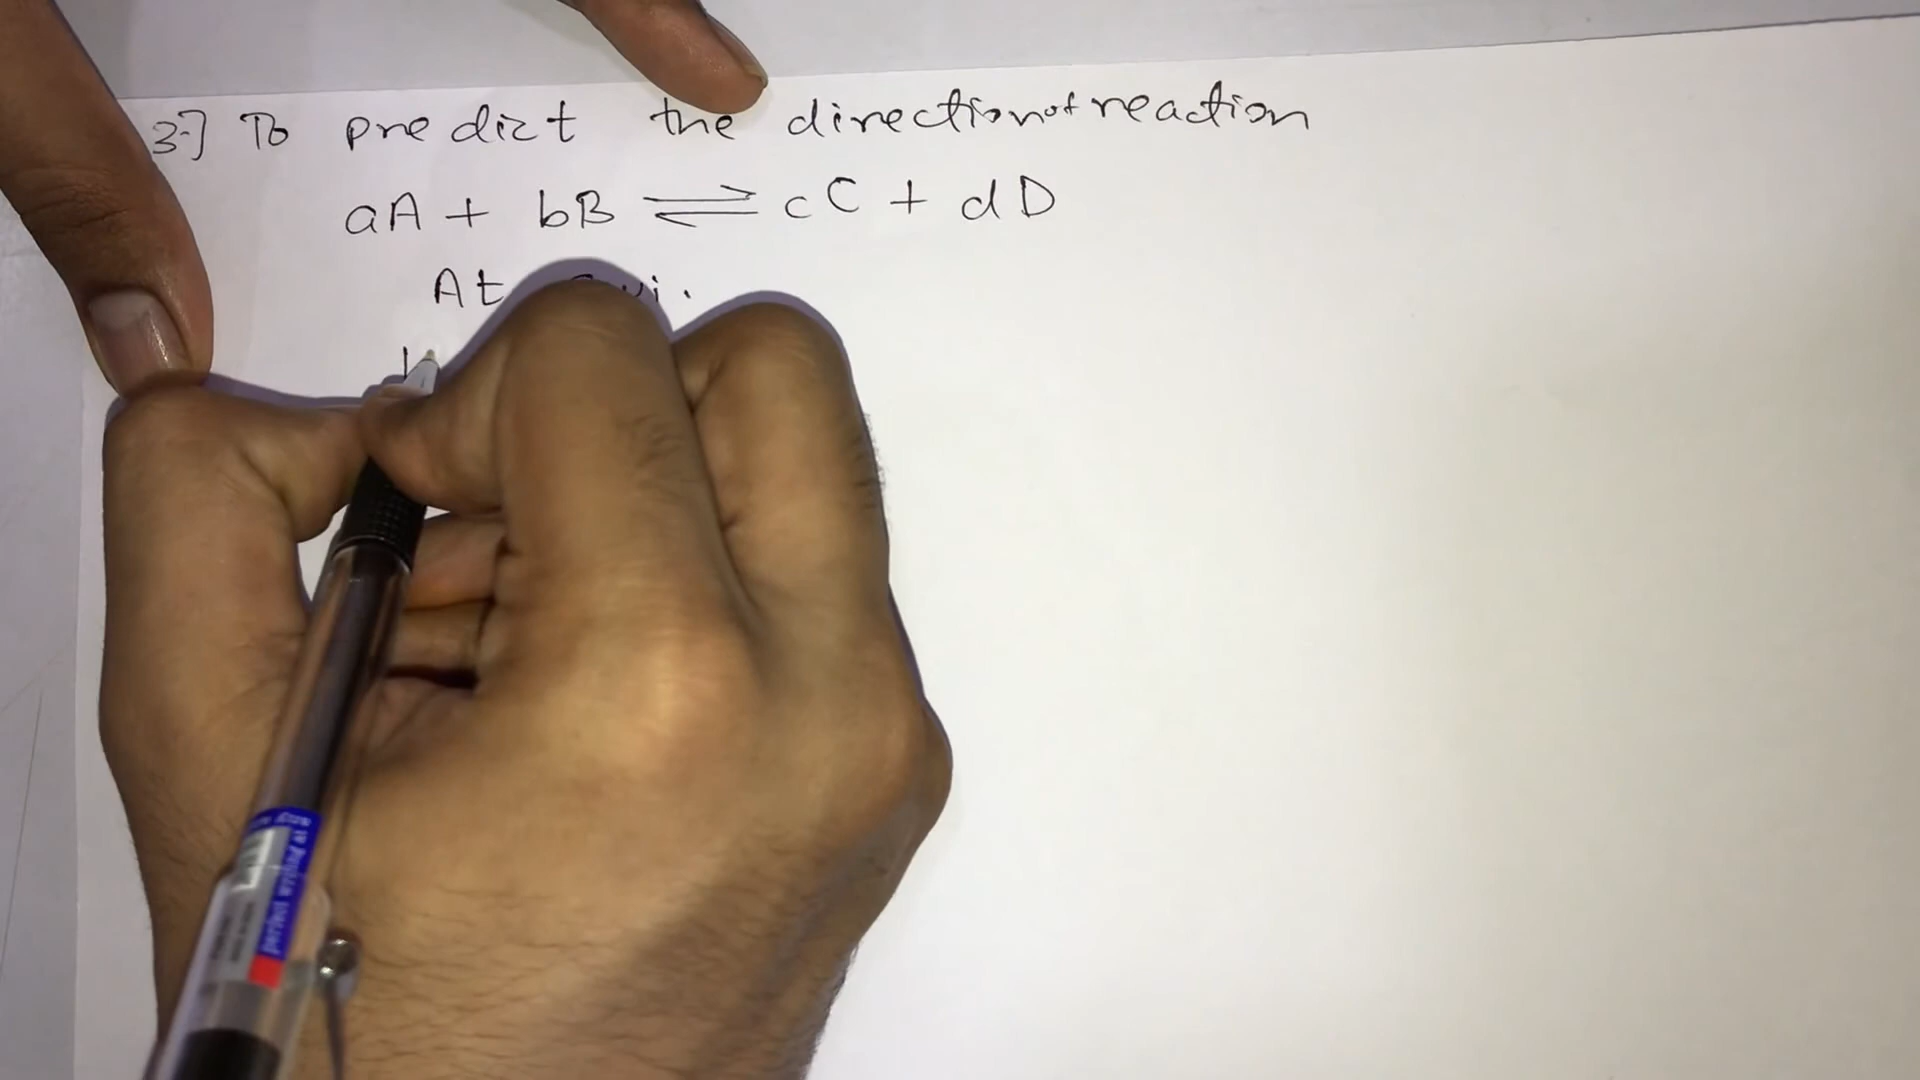 3·] To predict the direction of reaction
aA + bB ⇌ cC + dD
At